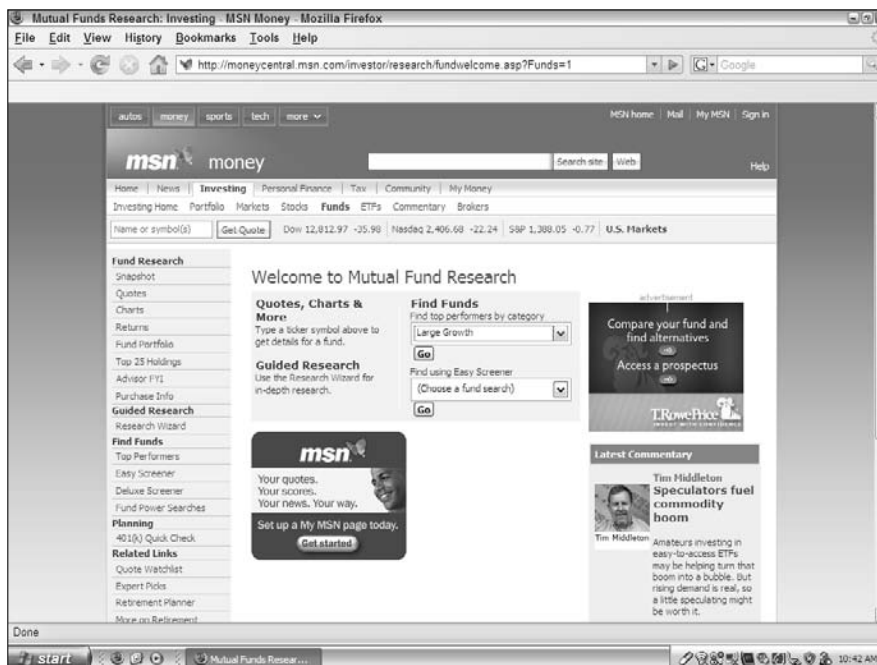 Mutual Funds Research: Investing - MSN Money - Mozilla Firefox
File Edit View History Bookmarks Tools Help
http://moneycentral.msn.com/investor/research/fundwelcome.asp?Funds=1
G Google
autos money sports tech more
MSN home Mail My MSN Sign in
msn money
Search site Web
Help
Home News Investing Personal Finance Tax Community My Money
Investing Home Portfolio Markets Stocks Funds ETFs Commentary Brokers
Name or symbol(s) Get Quote Dow 12,812.97 -35.98 Nasdaq 2,406.68 -22.24 S&P 1,388.05 -0.77 U.S. Markets
Fund Research
Snapshot
Quotes
Charts
Returns
Fund Portfolio
Top 25 Holdings
Advisor FYI
Purchase Info
Guided Research
Research Wizard
Find Funds
Top Performers
Easy Screener
Deluxe Screener
Fund Power Searches
Planning
401(k) Quick Check
Related Links
Quote Watchlist
Expert Picks
Retirement Planner
More on Retirement
Welcome to Mutual Fund Research
Quotes, Charts &
More
Type a ticker symbol above to
get details for a fund.
Guided Research
Use the Research Wizard for
in-depth research.
Find Funds
Find top performers by category
Large Growth
Go
Find using Easy Screener
(Choose a fund search)
Go
msn
Your quotes.
Your scores.
Your news. Your way.
Set up a My MSN page today.
Get started
advertisement
Compare your fund and
find alternatives
GO
Access a prospectus
GO
T.RowePrice
INVEST WITH CONFIDENCE
Latest Commentary
Tim Middleton
Speculators fuel
commodity
boom
Tim Middleton
Amateurs investing in
easy-to-access ETFs
may be helping turn that
boom into a bubble. But
rising demand is real, so
a little speculating might
be worth it.
Done
start
Mutual Funds Resear...
10:42 AM